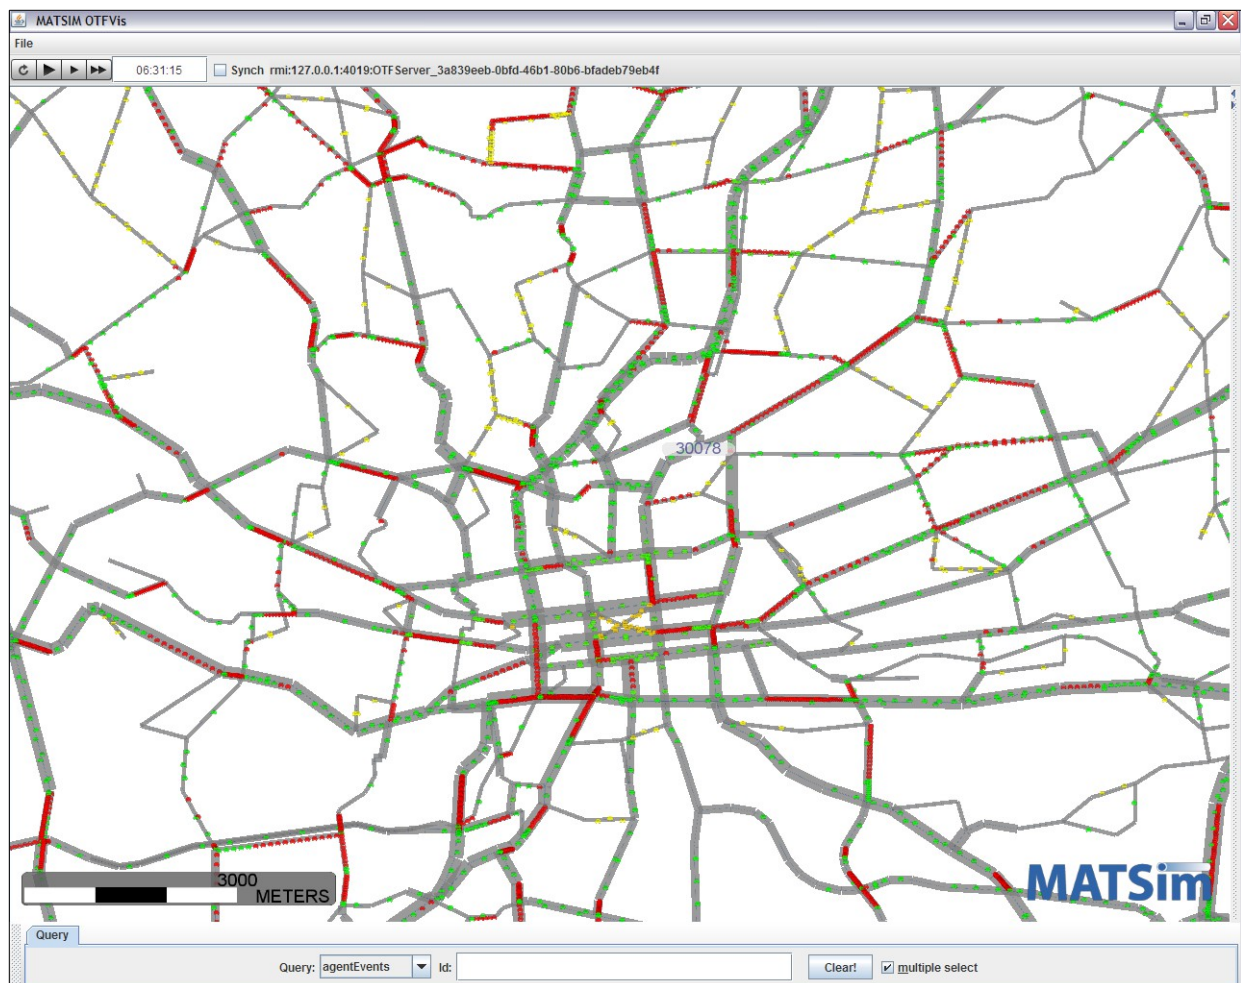 MATSIM OTFVis
File
06:31:15 Synch rmi:127.0.0.1:4019:OTFServer_3a839eeb-0bfd-46b1-80b6-bfadeb79eb4f
30078
3000
METERS
MATSim
Query
Query: agentEvents Id: Clear! multiple select